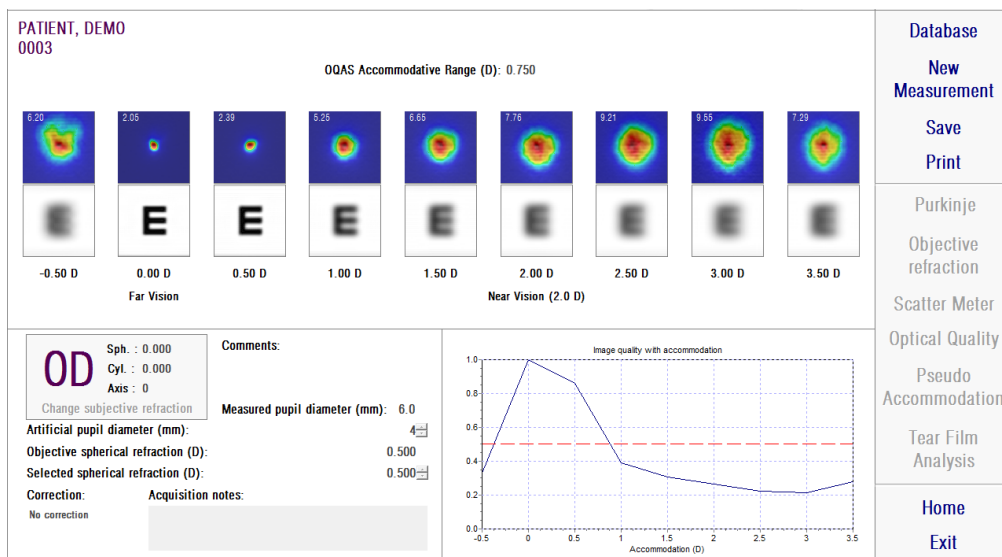 PATIENT, DEMO
0003
OQAS Accommodative Range (D): 0.750
6.20 2.05 2.39 5.25 6.65 7.76 9.21 9.55 7.29
E E E E E E E E E
-0.50 D 0.00 D 0.50 D 1.00 D 1.50 D 2.00 D 2.50 D 3.00 D 3.50 D
Far Vision Near Vision (2.0 D)
OD
Sph. : 0.000
Cyl. : 0.000
Axis : 0
Change subjective refraction
Comments:
Measured pupil diameter (mm): 6.0
Artificial pupil diameter (mm): 4
Objective spherical refraction (D): 0.500
Selected spherical refraction (D): 0.500
Correction: Acquisition notes:
No correction
Image quality with accommodation
1.0
0.8
0.6
0.4
0.2
0.0
-0.5 0 0.5 1 1.5 2 2.5 3 3.5
Accommodation (D)
Database
New
Measurement
Save
Print
Purkinje
Objective
refraction
Scatter Meter
Optical Quality
Pseudo
Accommodation
Tear Film
Analysis
Home
Exit